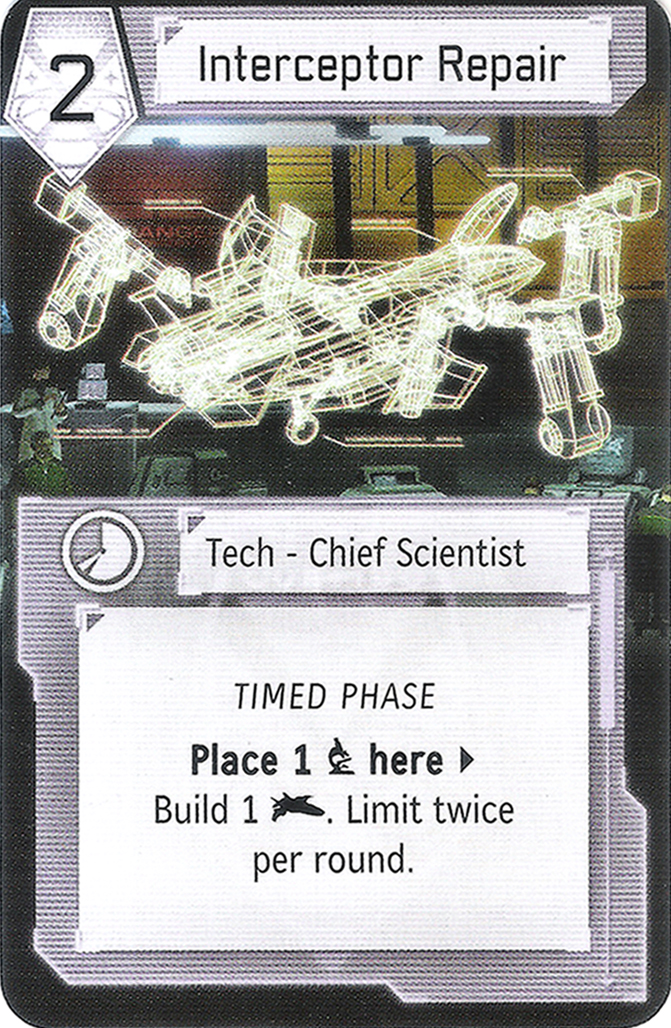 2
Interceptor Repair
Tech - Chief Scientist
TIMED PHASE
Place 1 here
Build 1 . Limit twice
per round.